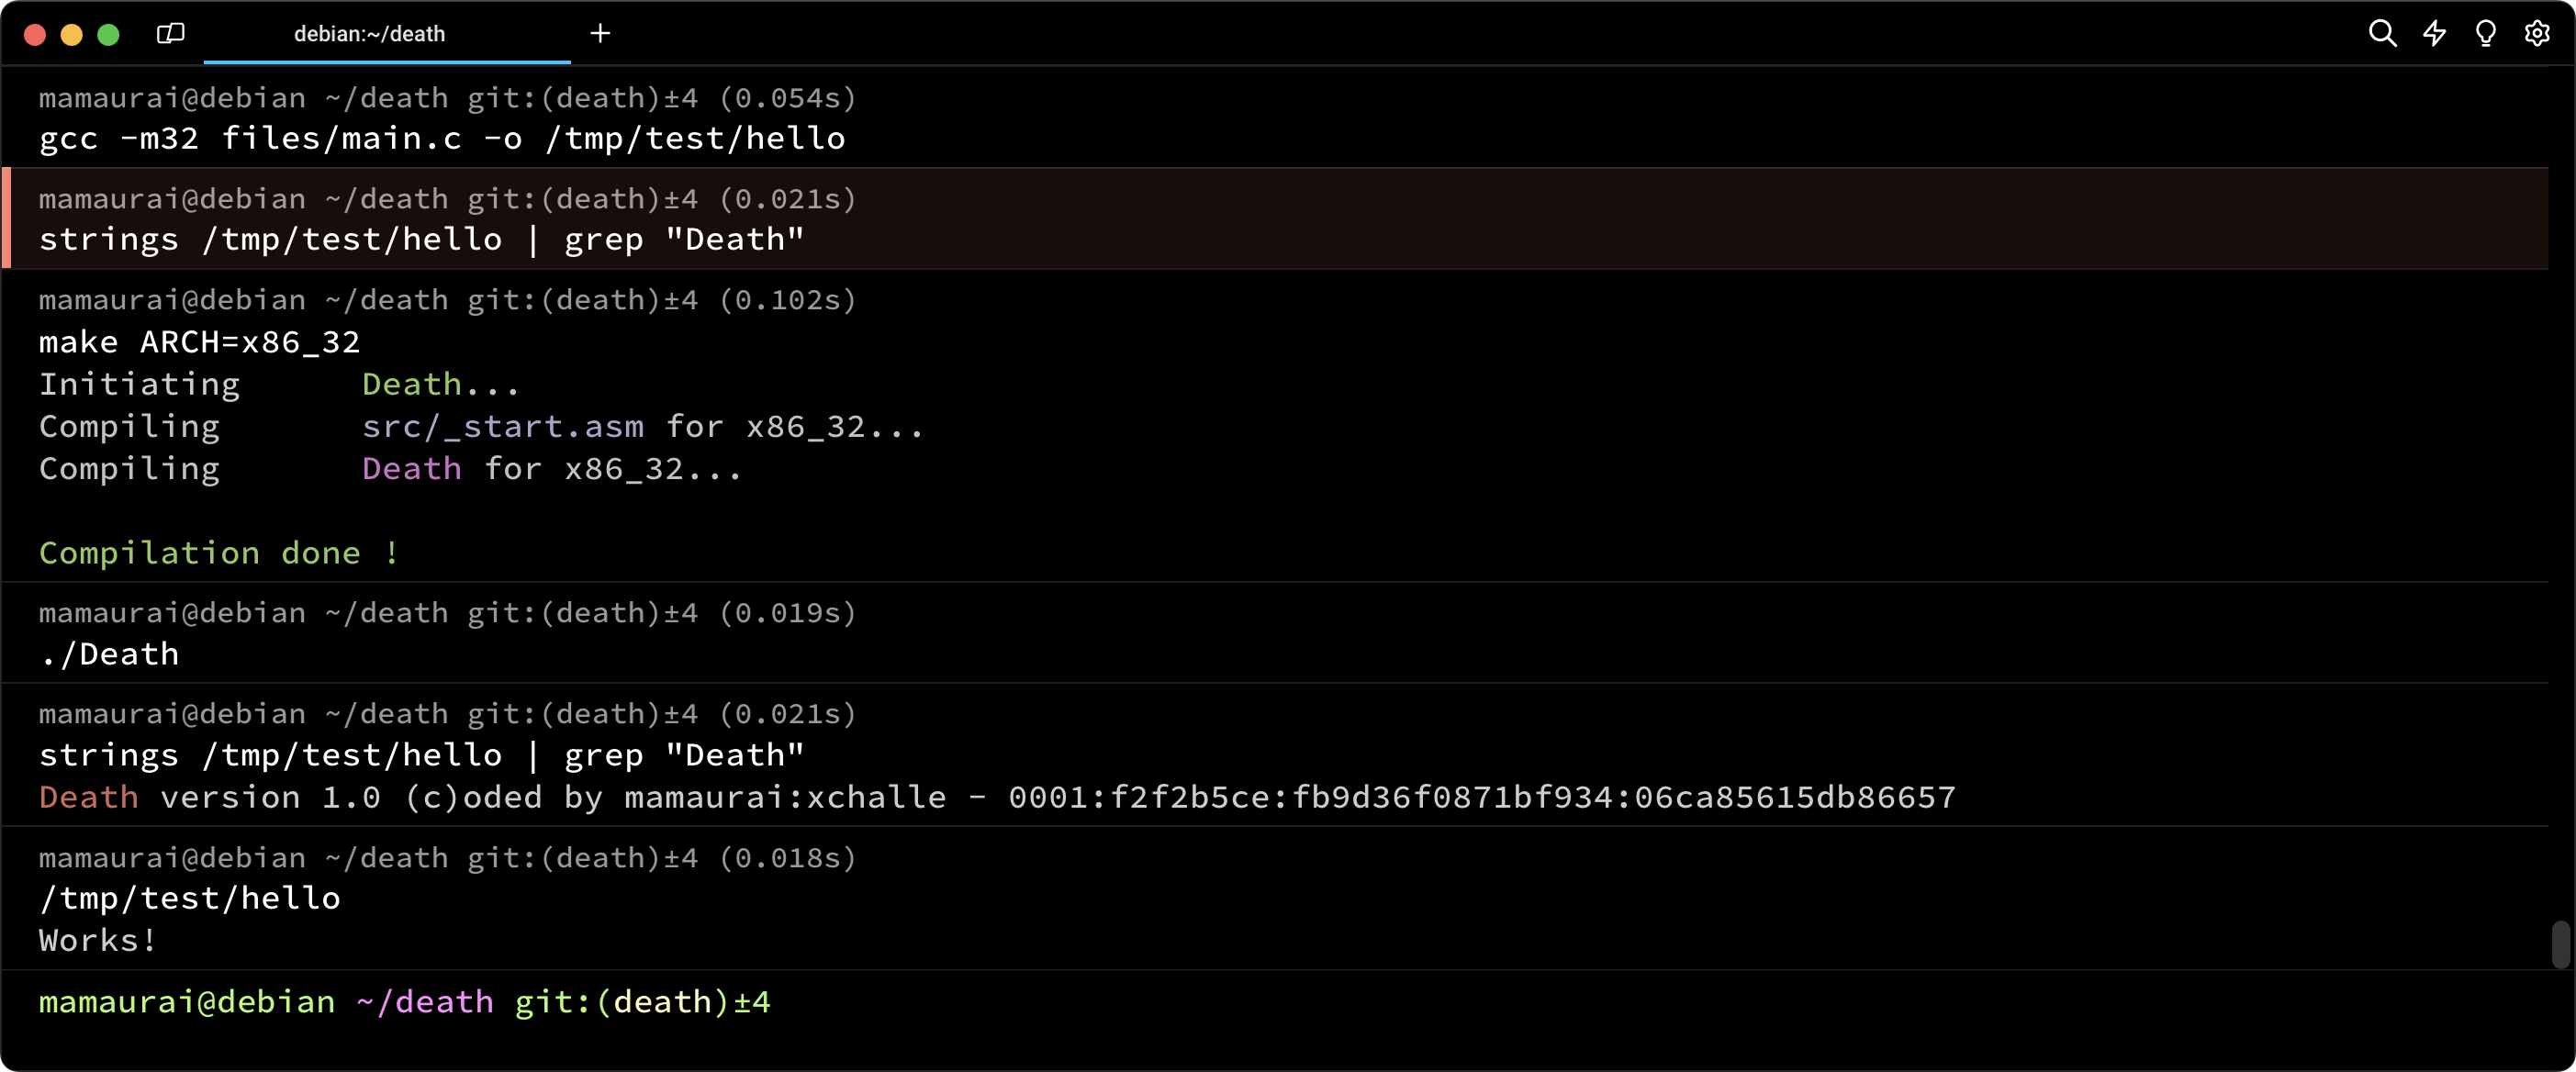 debian:~/death
mamaurai@debian ~/death git:(death)±4 (0.054s)
gcc -m32 files/main.c -o /tmp/test/hello
mamaurai@debian ~/death git:(death)±4 (0.021s)
strings /tmp/test/hello | grep "Death"
mamaurai@debian ~/death git:(death)±4 (0.102s)
make ARCH=x86_32
Initiating      Death...
Compiling       src/_start.asm for x86_32...
Compiling       Death for x86_32...
Compilation done !
mamaurai@debian ~/death git:(death)±4 (0.019s)
./Death
mamaurai@debian ~/death git:(death)±4 (0.021s)
strings /tmp/test/hello | grep "Death"
Death version 1.0 (c)oded by mamaurai:xchalle - 0001:f2f2b5ce:fb9d36f0871bf934:06ca85615db86657
mamaurai@debian ~/death git:(death)±4 (0.018s)
/tmp/test/hello
Works!
mamaurai@debian ~/death git:(death)±4